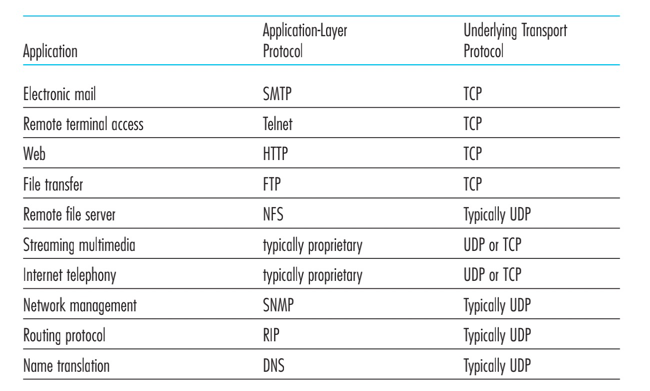 Application Application-Layer Protocol Underlying Transport Protocol
Electronic mail SMTP TCP
Remote terminal access Telnet TCP
Web HTTP TCP
File transfer FTP TCP
Remote file server NFS Typically UDP
Streaming multimedia typically proprietary UDP or TCP
Internet telephony typically proprietary UDP or TCP
Network management SNMP Typically UDP
Routing protocol RIP Typically UDP
Name translation DNS Typically UDP